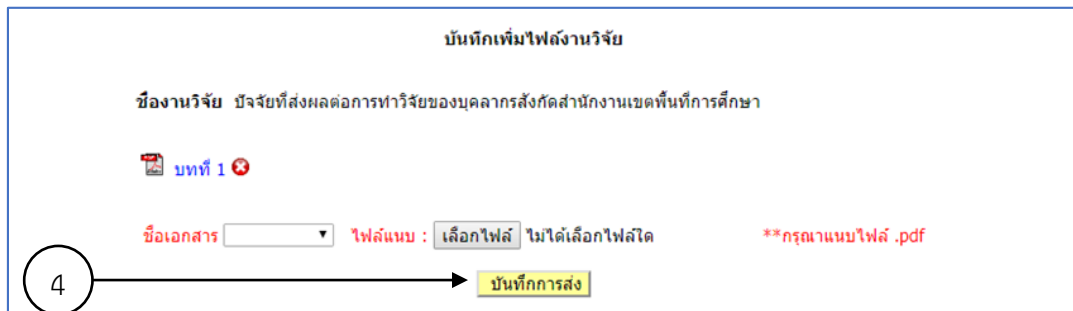 บันทึกเพิ่มไฟล์งานวิจัย
ชื่องานวิจัย ปัจจัยที่ส่งผลต่อการทำวิจัยของบุคลากรสังกัดสำนักงานเขตพื้นที่การศึกษา
บทที่ 1
ชื่อเอกสาร ไฟล์แนบ : เลือกไฟล์ ไม่ได้เลือกไฟล์ใด **กรุณาแนบไฟล์ .pdf
4 บันทึกการส่ง